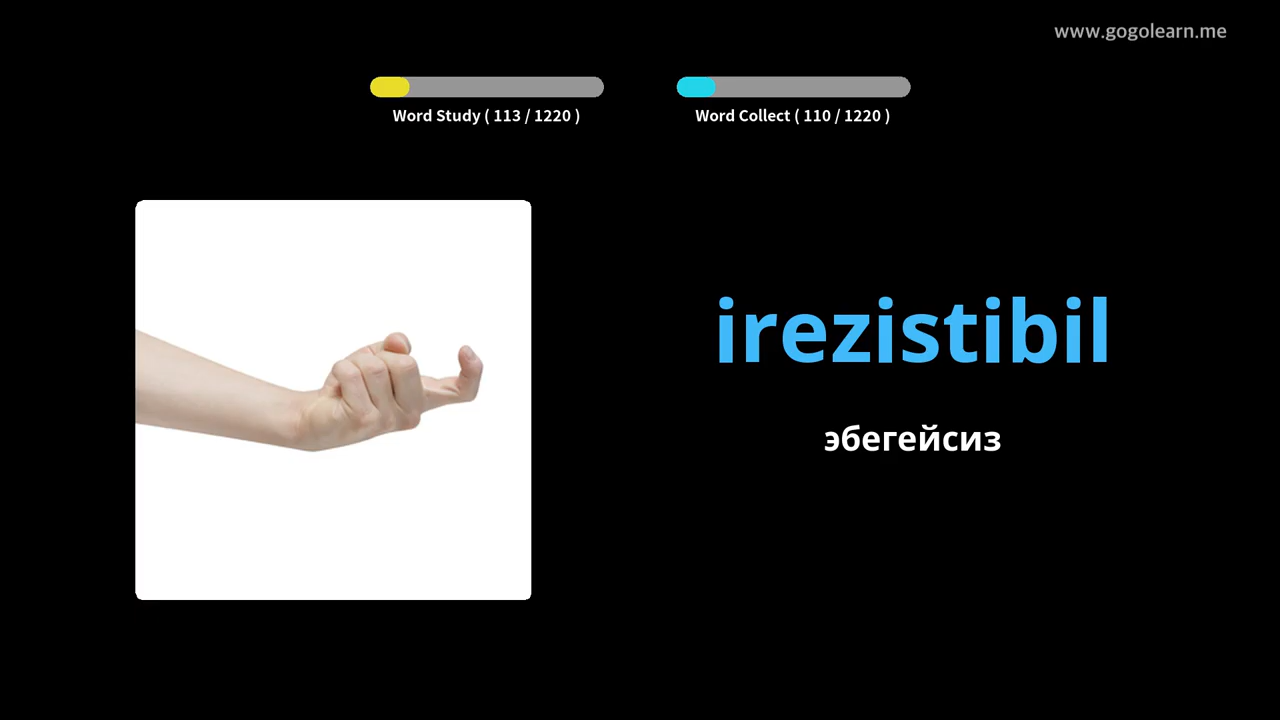 www.gogolearn.me
Word Study ( 113 / 1220 )
Word Collect ( 110 / 1220 )
irezistibil
эбегейсиз